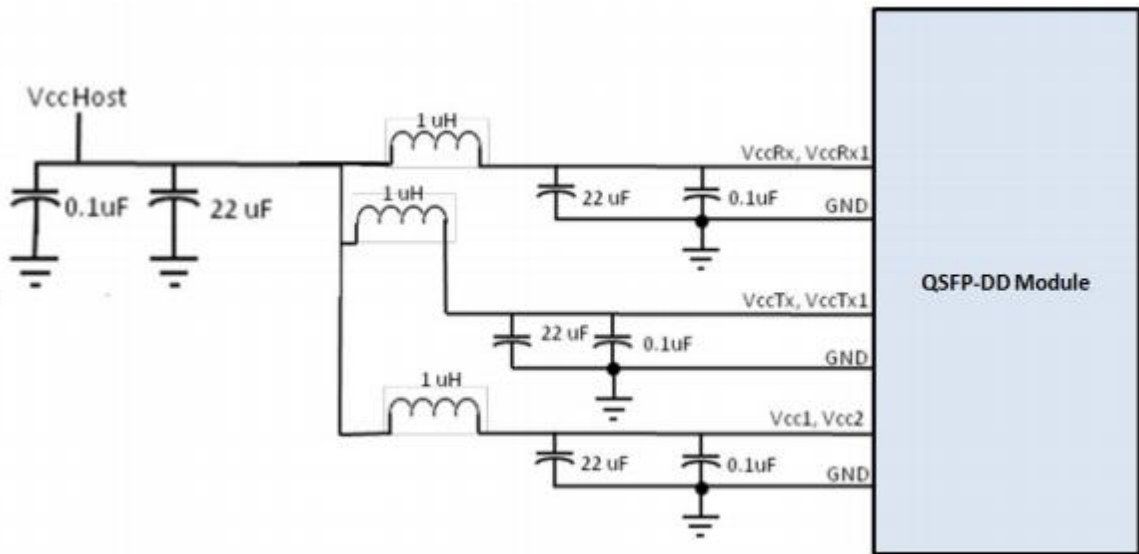 VccHost
0.1uF
22 uF
1 uH
VccRx, VccRx1
22 uF
0.1uF
GND
1 uH
VccTx, VccTx1
22 uF
0.1uF
GND
1 uH
Vcc1, Vcc2
22 uF
0.1uF
GND
QSFP-DD Module